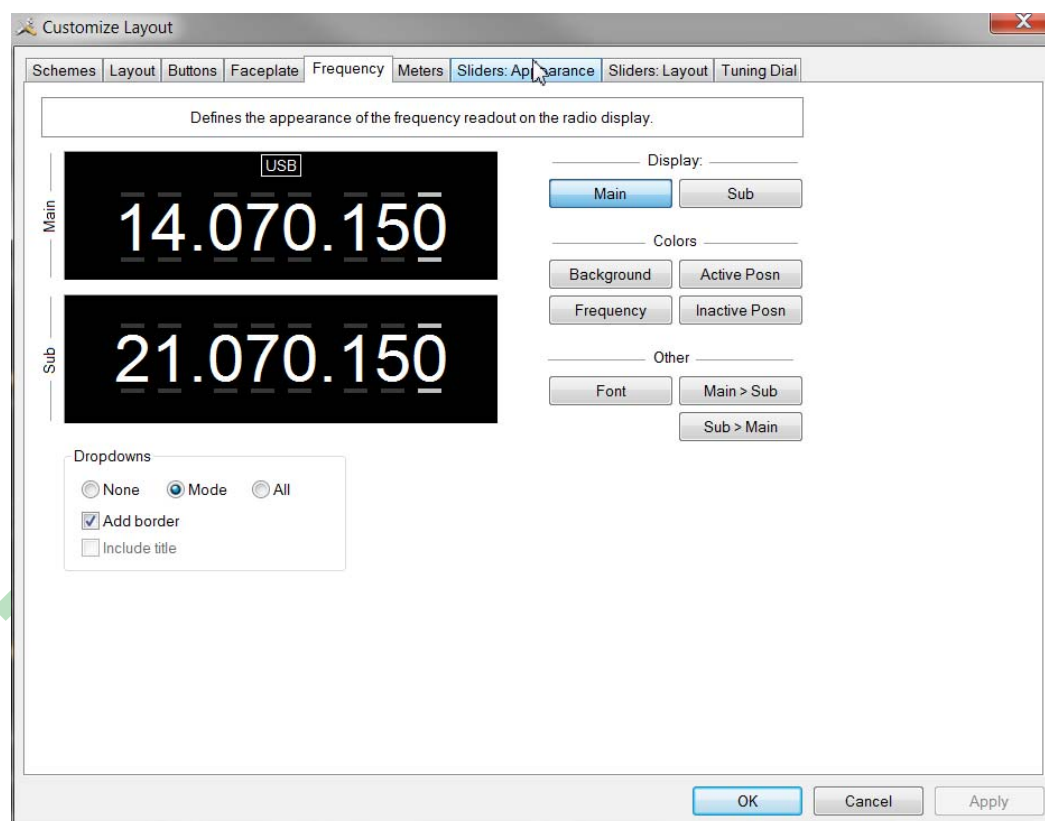 Customize Layout
X
Schemes Layout Buttons Faceplate Frequency Meters Sliders: Appearance Sliders: Layout Tuning Dial
Defines the appearance of the frequency readout on the radio display.
Main
USB
14.070.150
Sub
21.070.150
Display:
Main Sub
Colors
Background Active Posn
Frequency Inactive Posn
Other
Font Main > Sub
Sub > Main
Dropdowns
None Mode All
Add border
Include title
OK Cancel Apply